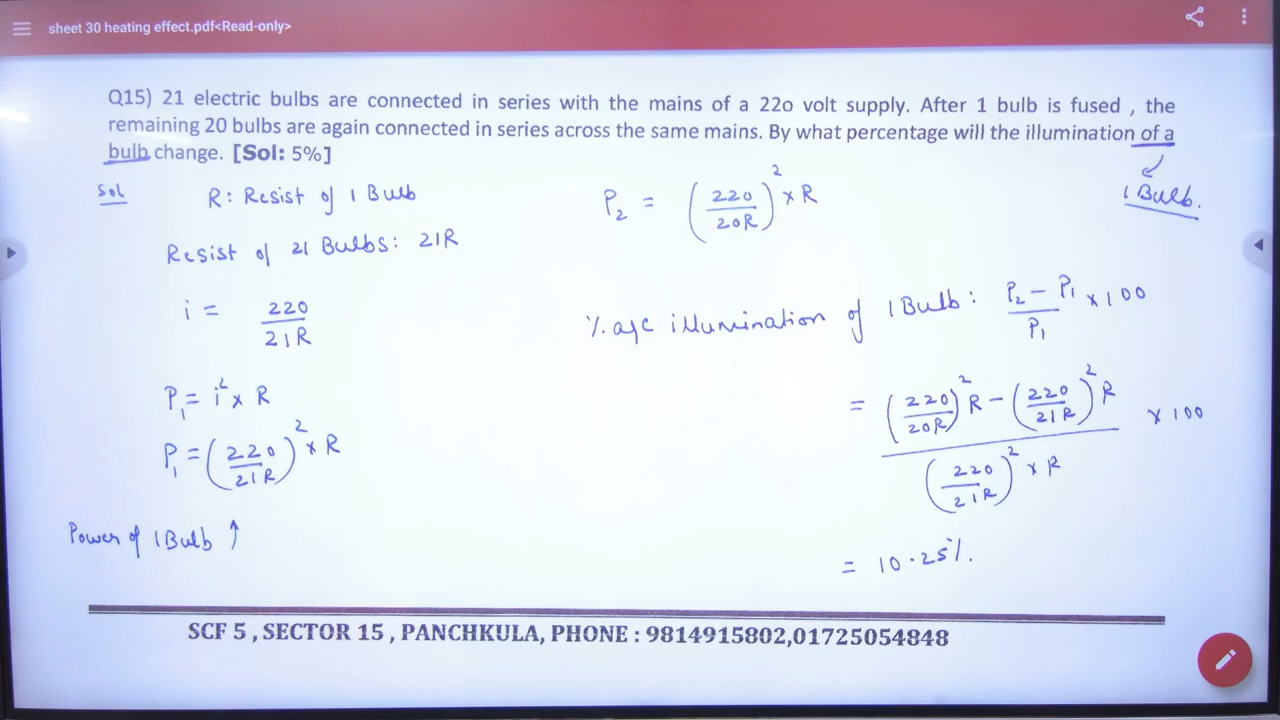 sheet 30 heating effect.pdf<Read-only>
Q15) 21 electric bulbs are connected in series with the mains of a 22o volt supply. After 1 bulb is fused , the
remaining 20 bulbs are again connected in series across the same mains. By what percentage will the illumination of a
bulb change. [Sol: 5%]
Sol
R: Resist of 1 Bulb
Resist of 21 Bulbs: 21R
i = 220/21R
P₁ = i² × R
P₁ = (220/21R)² × R
Power of 1 Bulb ↑
P₂ = (220/20R)² × R
1 Bulb.
% age illumination of 1 Bulb: (P₂ − P₁)/P₁ × 100
= ((220/20R)² R − (220/21R)² R)/((220/21R)² × R) × 100
= 10.25%.
SCF 5 , SECTOR 15 , PANCHKULA, PHONE : 9814915802,01725054848